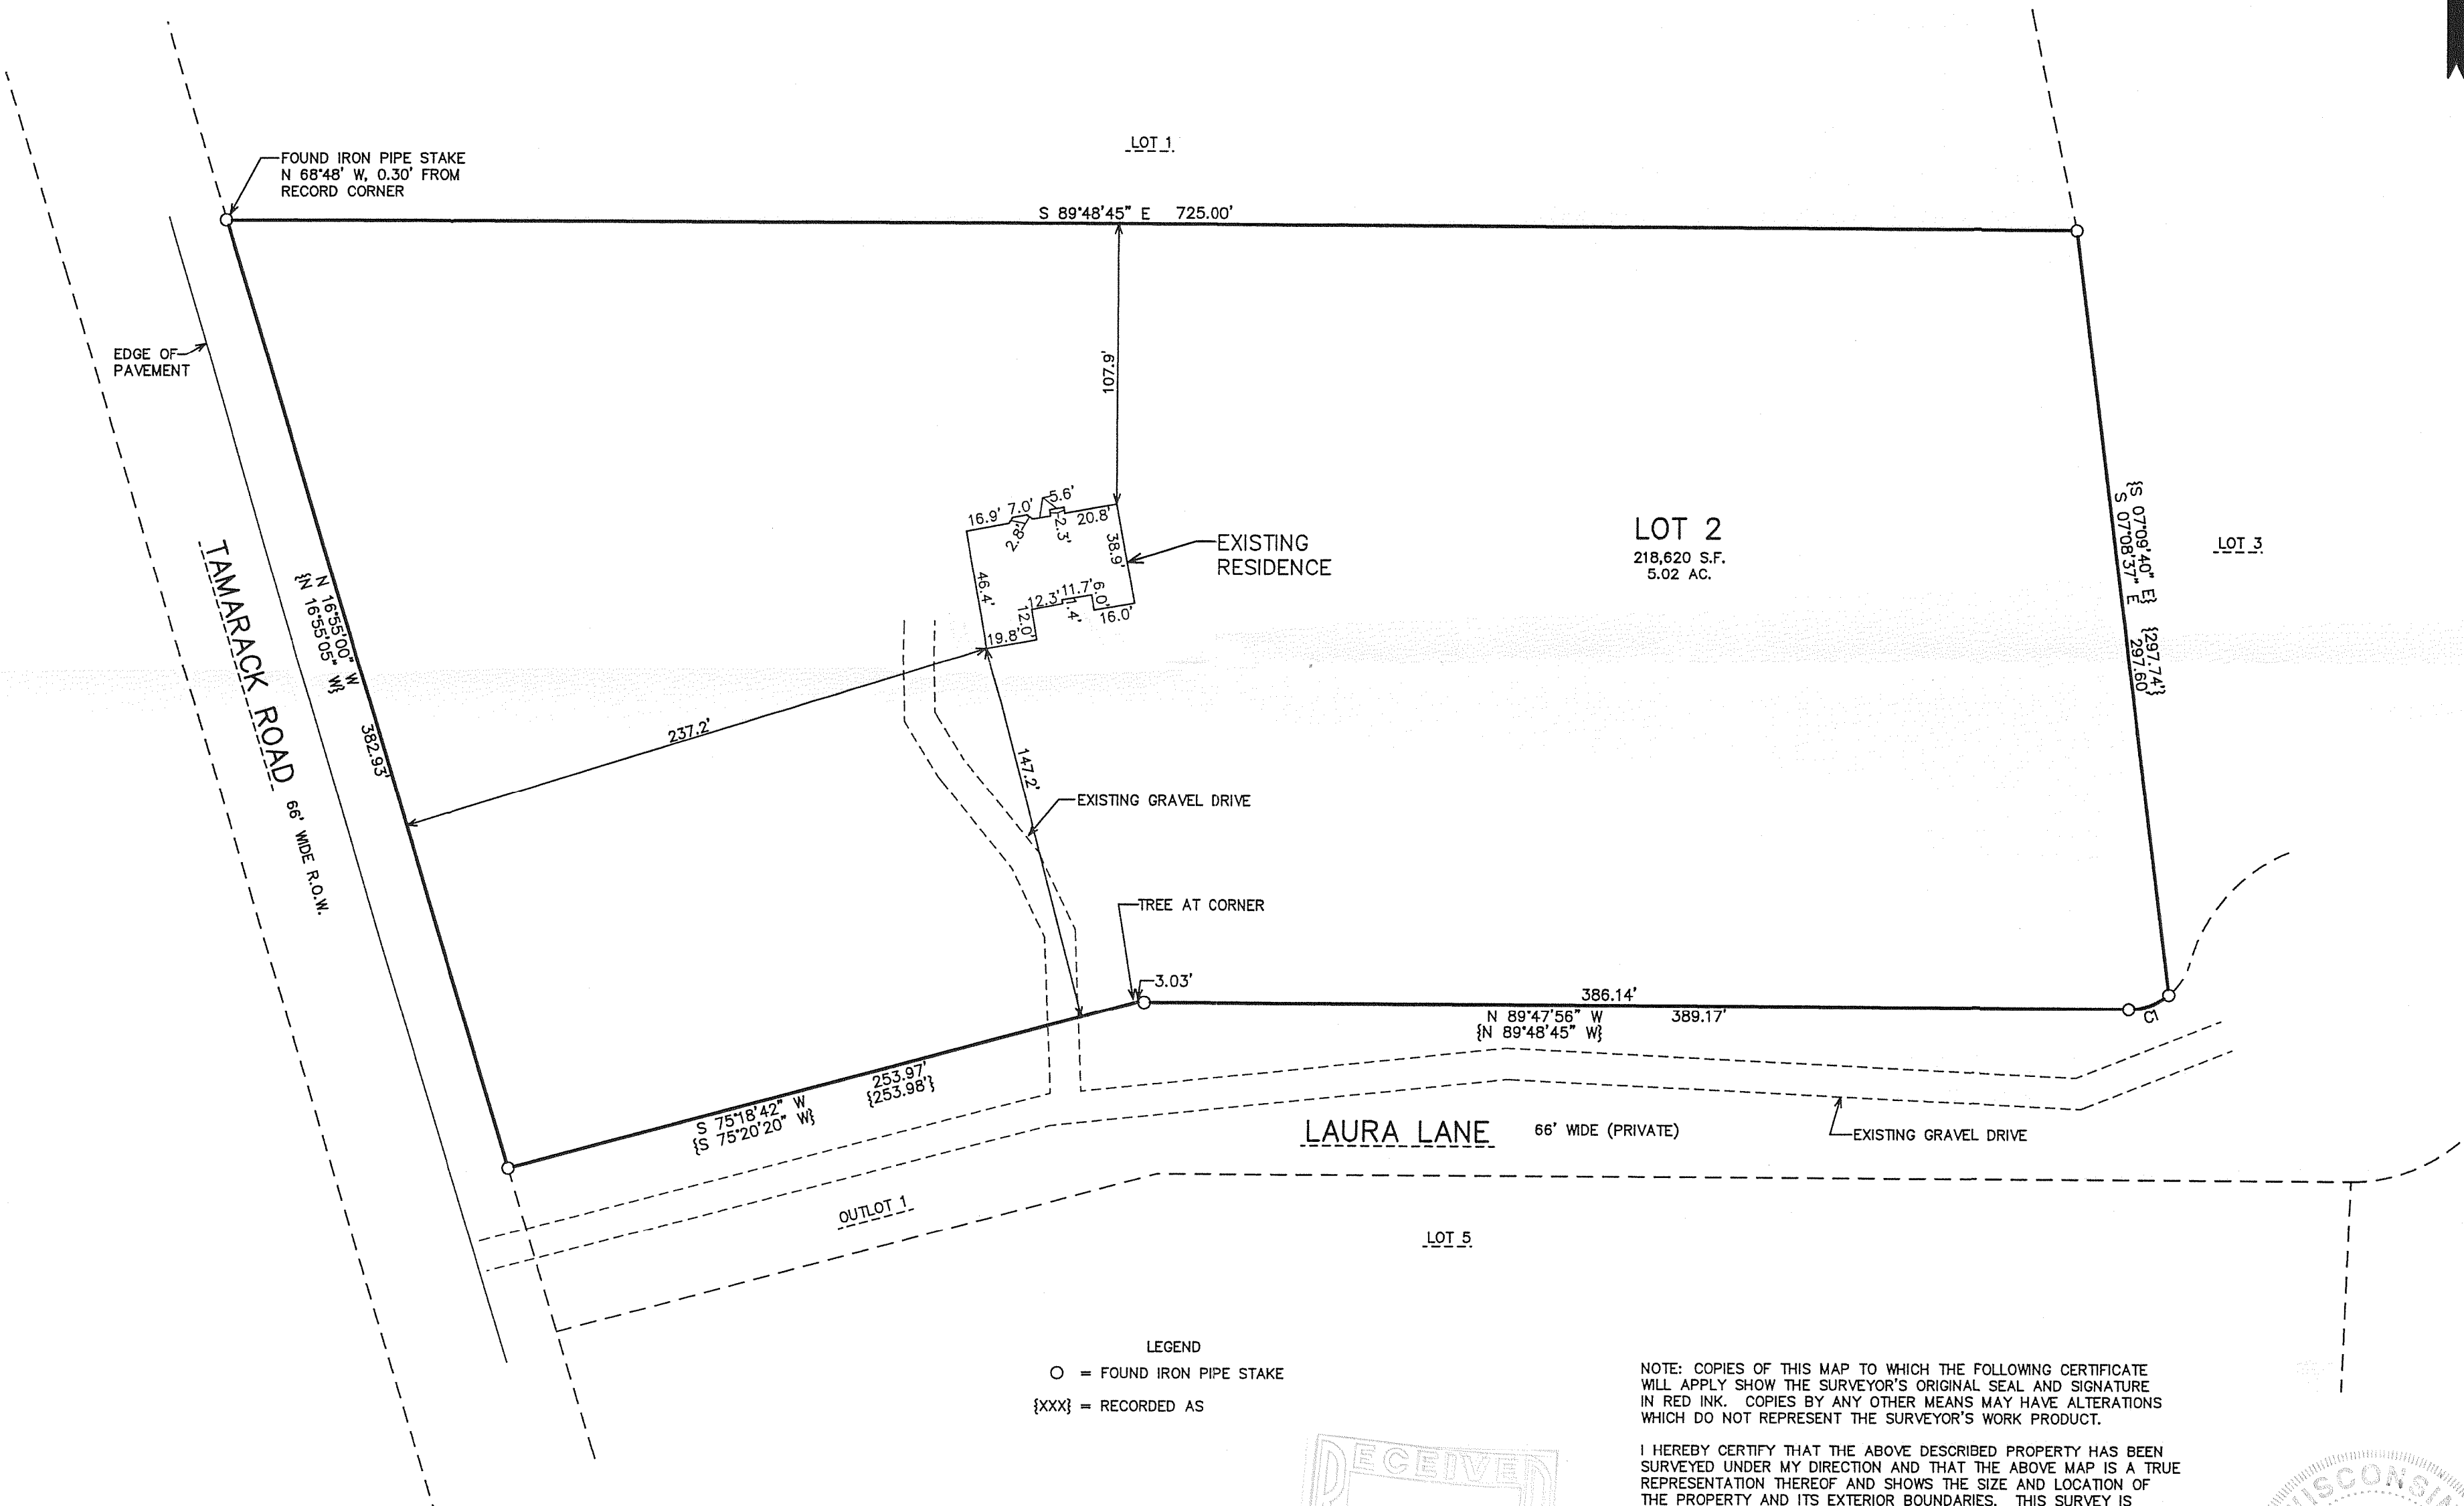 LOT 1
FOUND IRON PIPE STAKE
N 68°48' W, 0.30' FROM
RECORD CORNER
S 89°48'45" E 725.00'
EDGE OF
PAVEMENT
107.9'
5.6'
16.9' 7.0'
2.8'
2.3'
20.8'
38.9'
EXISTING
RESIDENCE
LOT 2
218,620 S.F.
5.02 AC.
{S 07°09'40" E} {297.74'}
S 07°08'37" E 297.60'
LOT 3
46.4'
12.3' 11.7'
6.0'
1.4'
16.0'
12.0'
19.8'
TAMARACK ROAD 66' WIDE R.O.W.
N 16°55'00" W 382.93'
{N 16°55'05" W}
237.2'
147.2'
EXISTING GRAVEL DRIVE
TREE AT CORNER
3.03'
386.14'
N 89°47'56" W 389.17'
{N 89°48'45" W}
C1
253.97'
{253.98'}
S 75°18'42" W
{S 75°20'20" W}
LAURA LANE 66' WIDE (PRIVATE)
EXISTING GRAVEL DRIVE
OUTLOT 1
LOT 5
LEGEND
O = FOUND IRON PIPE STAKE
{XXX} = RECORDED AS
NOTE: COPIES OF THIS MAP TO WHICH THE FOLLOWING CERTIFICATE
WILL APPLY SHOW THE SURVEYOR'S ORIGINAL SEAL AND SIGNATURE
IN RED INK. COPIES BY ANY OTHER MEANS MAY HAVE ALTERATIONS
WHICH DO NOT REPRESENT THE SURVEYOR'S WORK PRODUCT.
I HEREBY CERTIFY THAT THE ABOVE DESCRIBED PROPERTY HAS BEEN
SURVEYED UNDER MY DIRECTION AND THAT THE ABOVE MAP IS A TRUE
REPRESENTATION THEREOF AND SHOWS THE SIZE AND LOCATION OF
THE PROPERTY AND ITS EXTERIOR BOUNDARIES. THIS SURVEY IS
RECEIVED